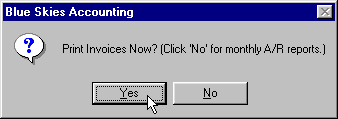 Blue Skies Accounting
Print Invoices Now? (Click 'No' for monthly A/R reports.)
Yes No